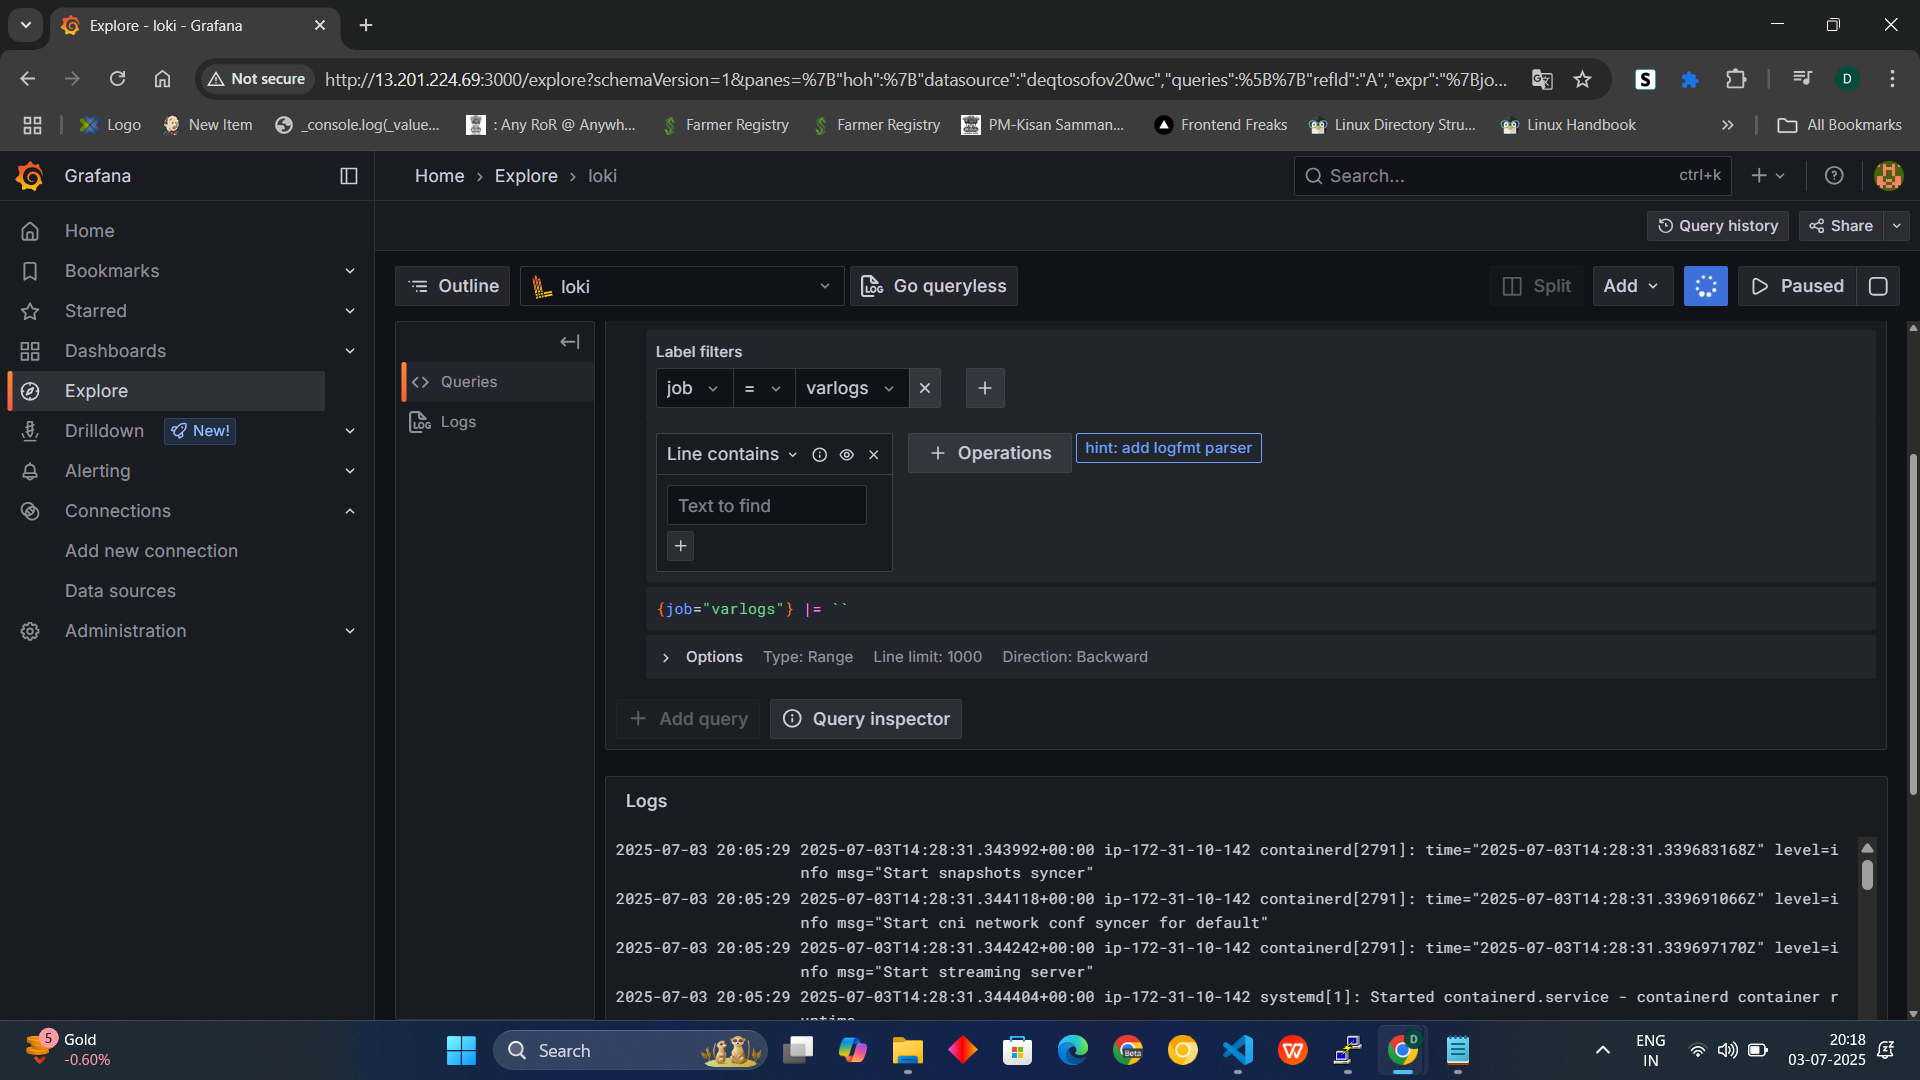 Explore - loki - Grafana
Not secure
http://13.201.224.69:3000/explore?schemaVersion=1&panes=%7B"hoh":%7B"datasource":"deqtosofov20wc","queries":%5B%7B"refId":"A","expr":"%7Bjo...
S
D
Logo
New Item
_console.log(_value...
: Any RoR @ Anywh...
Farmer Registry
Farmer Registry
PM-Kisan Samman...
Frontend Freaks
Linux Directory Stru...
Linux Handbook
All Bookmarks
Grafana
Home › Explore › loki
Search...
ctrl+k
Query history
Share
Home
Bookmarks
Starred
Dashboards
Explore
Drilldown
New!
Alerting
Connections
Add new connection
Data sources
Administration
Outline
loki
LOG
Go queryless
Split
Add
Paused
Queries
LOG
Logs
Label filters
job
=
varlogs
Line contains
Operations
hint: add logfmt parser
Text to find
{job="varlogs"} |= ``
Options Type: Range Line limit: 1000 Direction: Backward
Add query
Query inspector
Logs
2025-07-03 20:05:29 2025-07-03T14:28:31.343992+00:00 ip-172-31-10-142 containerd[2791]: time="2025-07-03T14:28:31.339683168Z" level=i
nfo msg="Start snapshots syncer"
2025-07-03 20:05:29 2025-07-03T14:28:31.344118+00:00 ip-172-31-10-142 containerd[2791]: time="2025-07-03T14:28:31.339691066Z" level=i
nfo msg="Start cni network conf syncer for default"
2025-07-03 20:05:29 2025-07-03T14:28:31.344242+00:00 ip-172-31-10-142 containerd[2791]: time="2025-07-03T14:28:31.339697170Z" level=i
nfo msg="Start streaming server"
2025-07-03 20:05:29 2025-07-03T14:28:31.344404+00:00 ip-172-31-10-142 systemd[1]: Started containerd.service - containerd container r
untime.
5
Gold
-0.60%
Search
Beta
D
ENG
IN
20:18
03-07-2025